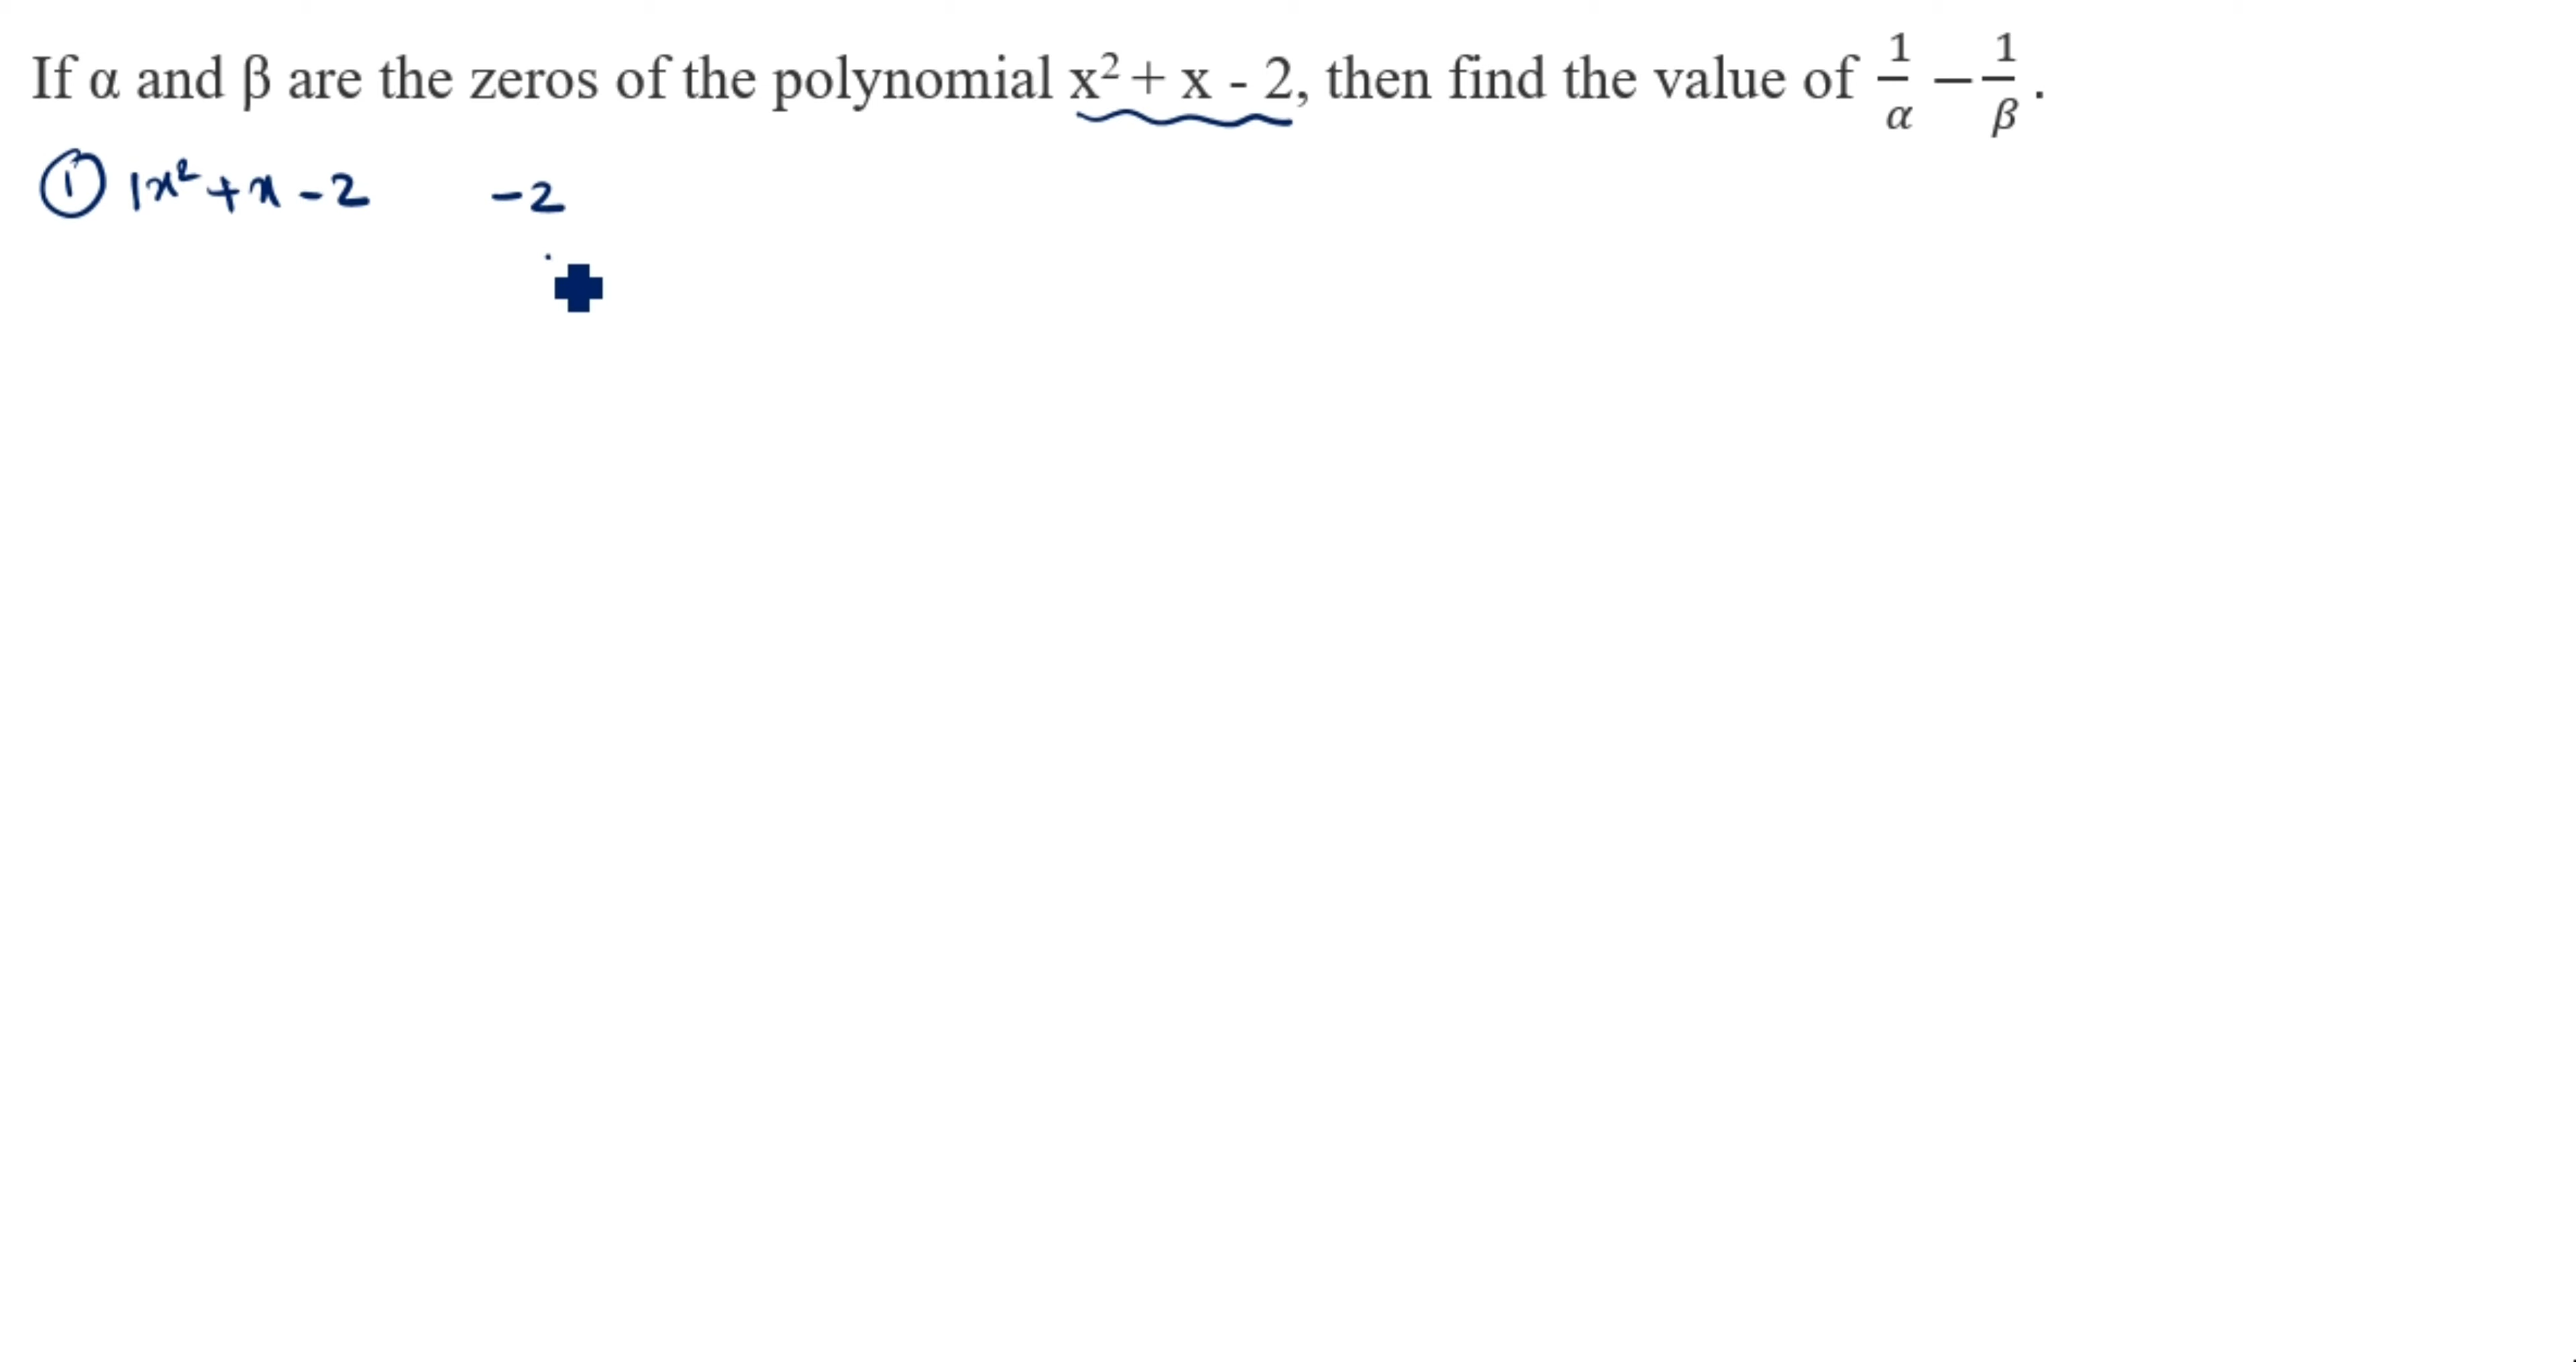 If α and β are the zeros of the polynomial x² + x - 2, then find the value of 1/α − 1/β .
① 1x² + x - 2 -2